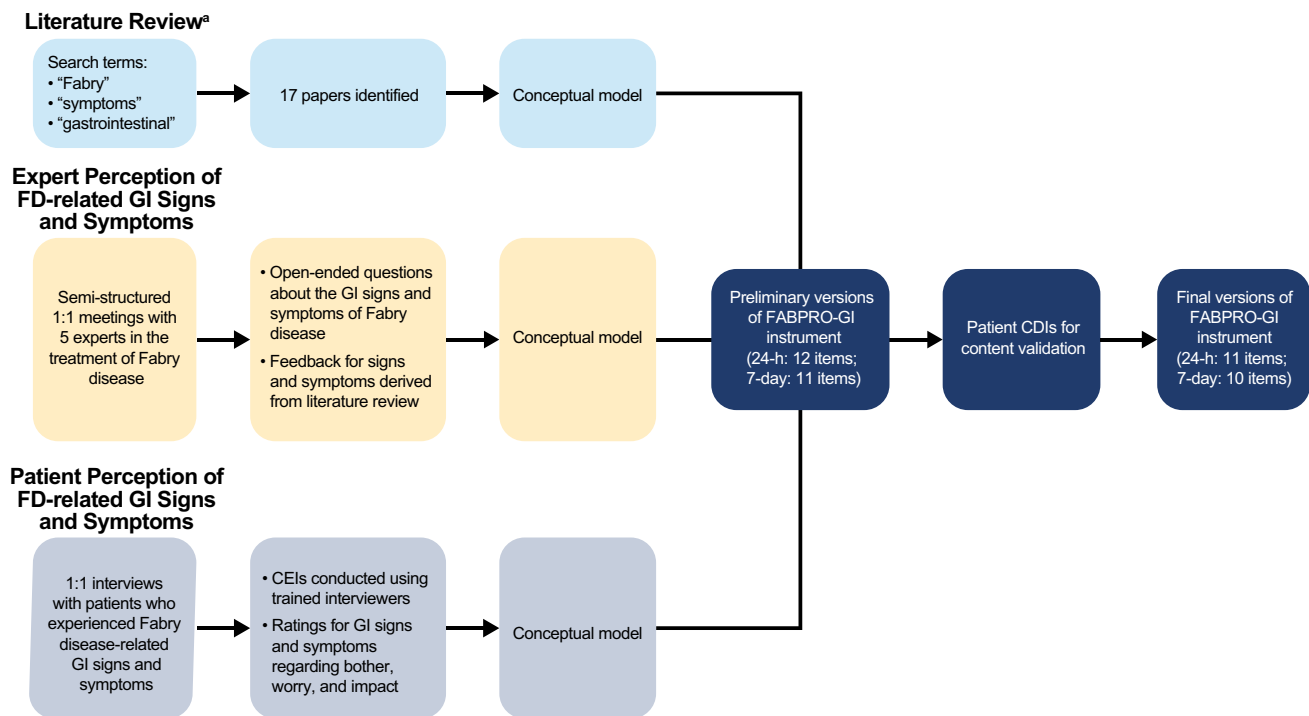 Literature Reviewᵃ
Search terms:
• “Fabry”
• “symptoms”
• “gastrointestinal”
17 papers identified
Conceptual model
Expert Perception of
FD-related GI Signs
and Symptoms
Semi-structured
1:1 meetings with
5 experts in the
treatment of Fabry
disease
• Open-ended questions
about the GI signs and
symptoms of Fabry
disease
• Feedback for signs
and symptoms derived
from literature review
Conceptual model
Preliminary versions
of FABPRO-GI
instrument
(24-h: 12 items;
7-day: 11 items)
Patient CDIs for
content validation
Final versions of
FABPRO-GI
instrument
(24-h: 11 items;
7-day: 10 items)
Patient Perception of
FD-related GI Signs
and Symptoms
1:1 interviews
with patients who
experienced Fabry
disease-related
GI signs and
symptoms
• CEIs conducted using
trained interviewers
• Ratings for GI signs
and symptoms
regarding bother,
worry, and impact
Conceptual model